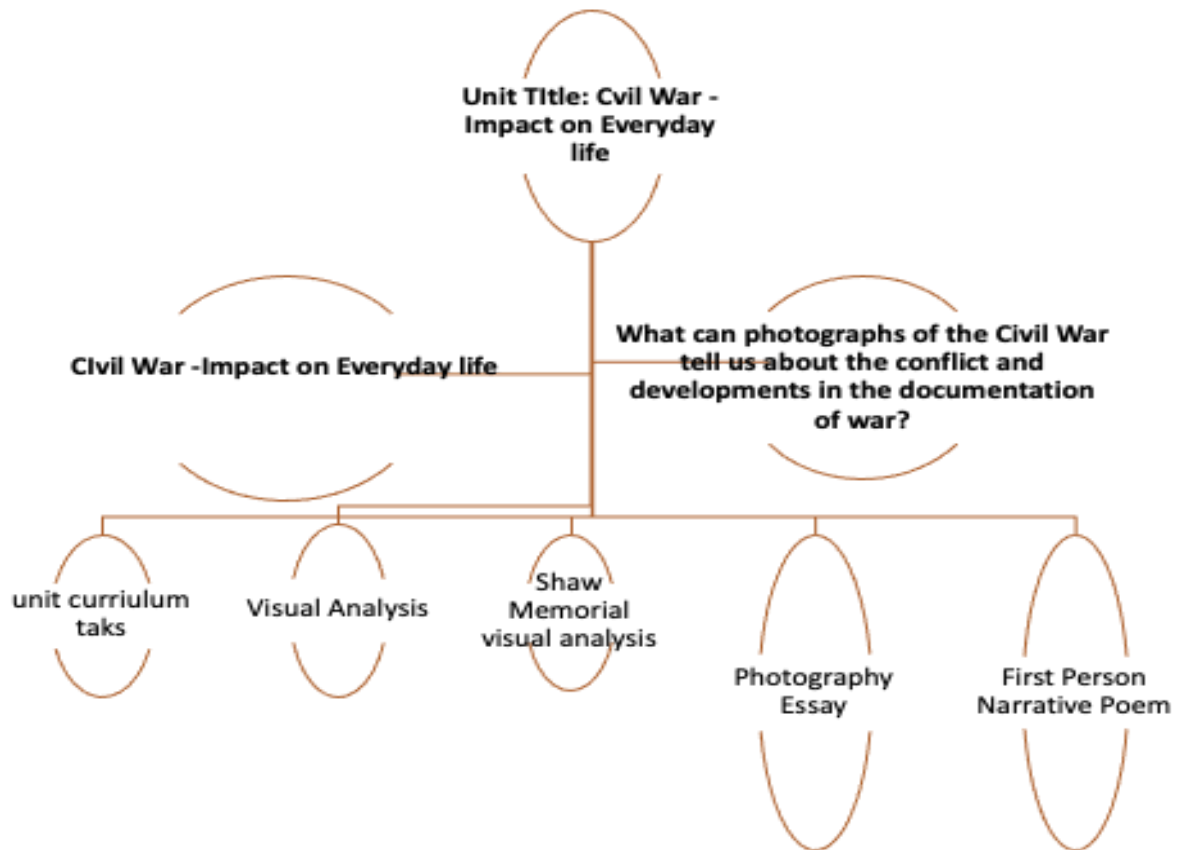 Unit TItle: Cvil War -
Impact on Everyday
life
CIvil War -Impact on Everyday life
What can photographs of the Civil War
tell us about the conflict and
developments in the documentation
of war?
unit curriulum
taks
Visual Analysis
Shaw
Memorial
visual analysis
Photography
Essay
First Person
Narrative Poem